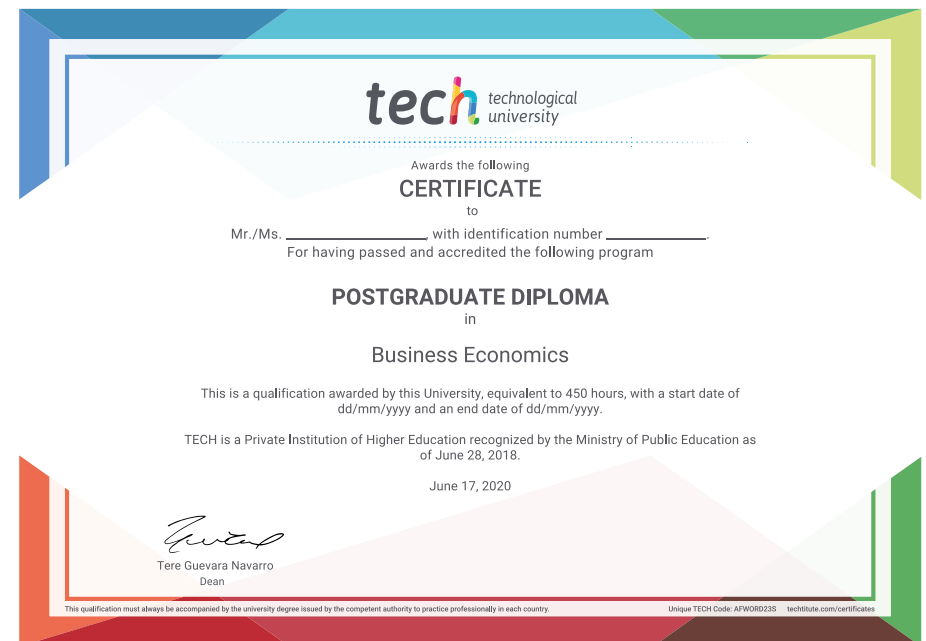 tech technological
university
Awards the following
CERTIFICATE
to
Mr./Ms. ____________________, with identification number ______________.
For having passed and accredited the following program
POSTGRADUATE DIPLOMA
in
Business Economics
This is a qualification awarded by this University, equivalent to 450 hours, with a start date of
dd/mm/yyyy and an end date of dd/mm/yyyy.
TECH is a Private Institution of Higher Education recognized by the Ministry of Public Education as
of June 28, 2018.
June 17, 2020
Tere Guevara Navarro
Dean
This qualification must always be accompanied by the university degree issued by the competent authority to practice professionally in each country. Unique TECH Code: AFWORD23S techtitute.com/certificates